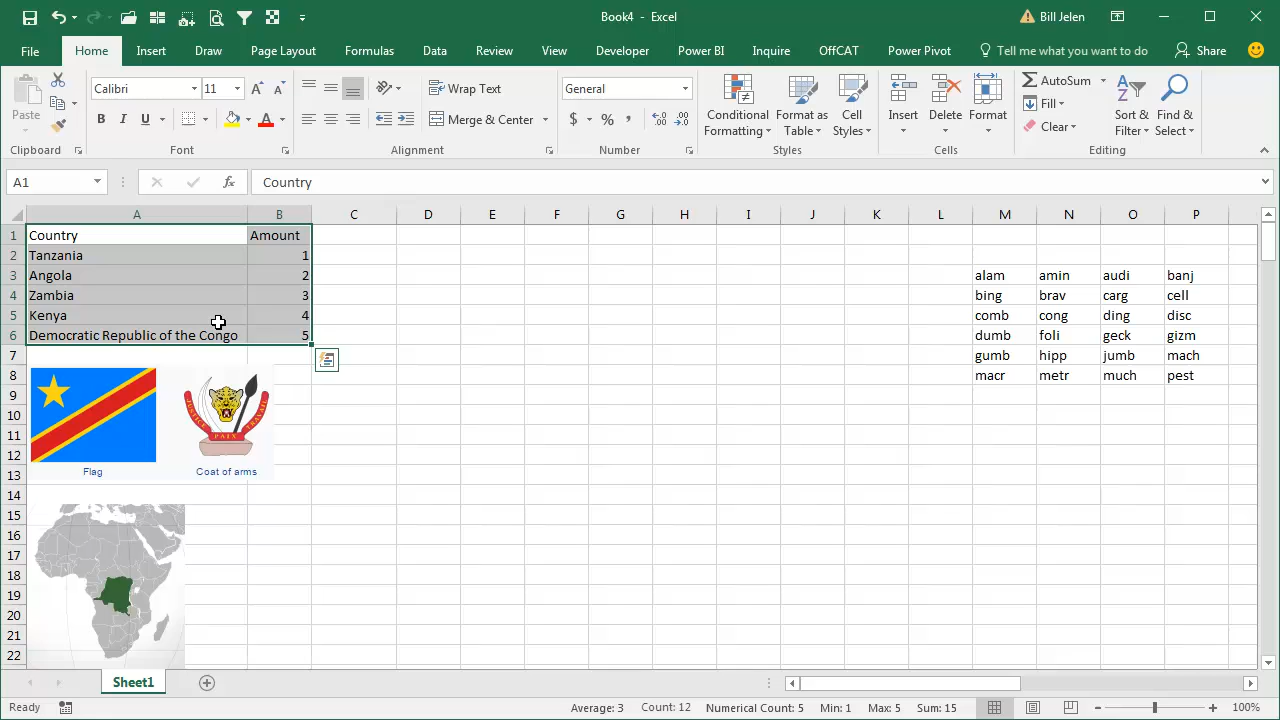 Book4 - Excel
Bill Jelen
File Home Insert Draw Page Layout Formulas Data Review View Developer Power BI Inquire OffCAT Power Pivot Tell me what you want to do Share
Calibri 11 Wrap Text General AutoSum
Paste B I U Merge & Center $ % , Conditional Formatting Format as Table Cell Styles Insert Delete Format Fill Clear Sort & Filter Find & Select
Clipboard Font Alignment Number Styles Cells Editing
A1 fx Country
A B C D E F G H I J K L M N O P
1 Country Amount
2 Tanzania 1
3 Angola 2 alam amin audi banj
4 Zambia 3 bing brav carg cell
5 Kenya 4 comb cong ding disc
6 Democratic Republic of the Congo 5 dumb foli geck gizm
7 gumb hipp jumb mach
8 macr metr much pest
9
10
11 JUSTICE PAIX TRAVAIL
12
13 Flag Coat of arms
14
15
16
17
18
19
20
21
22
Sheet1
Ready Average: 3 Count: 12 Numerical Count: 5 Min: 1 Max: 5 Sum: 15 100%